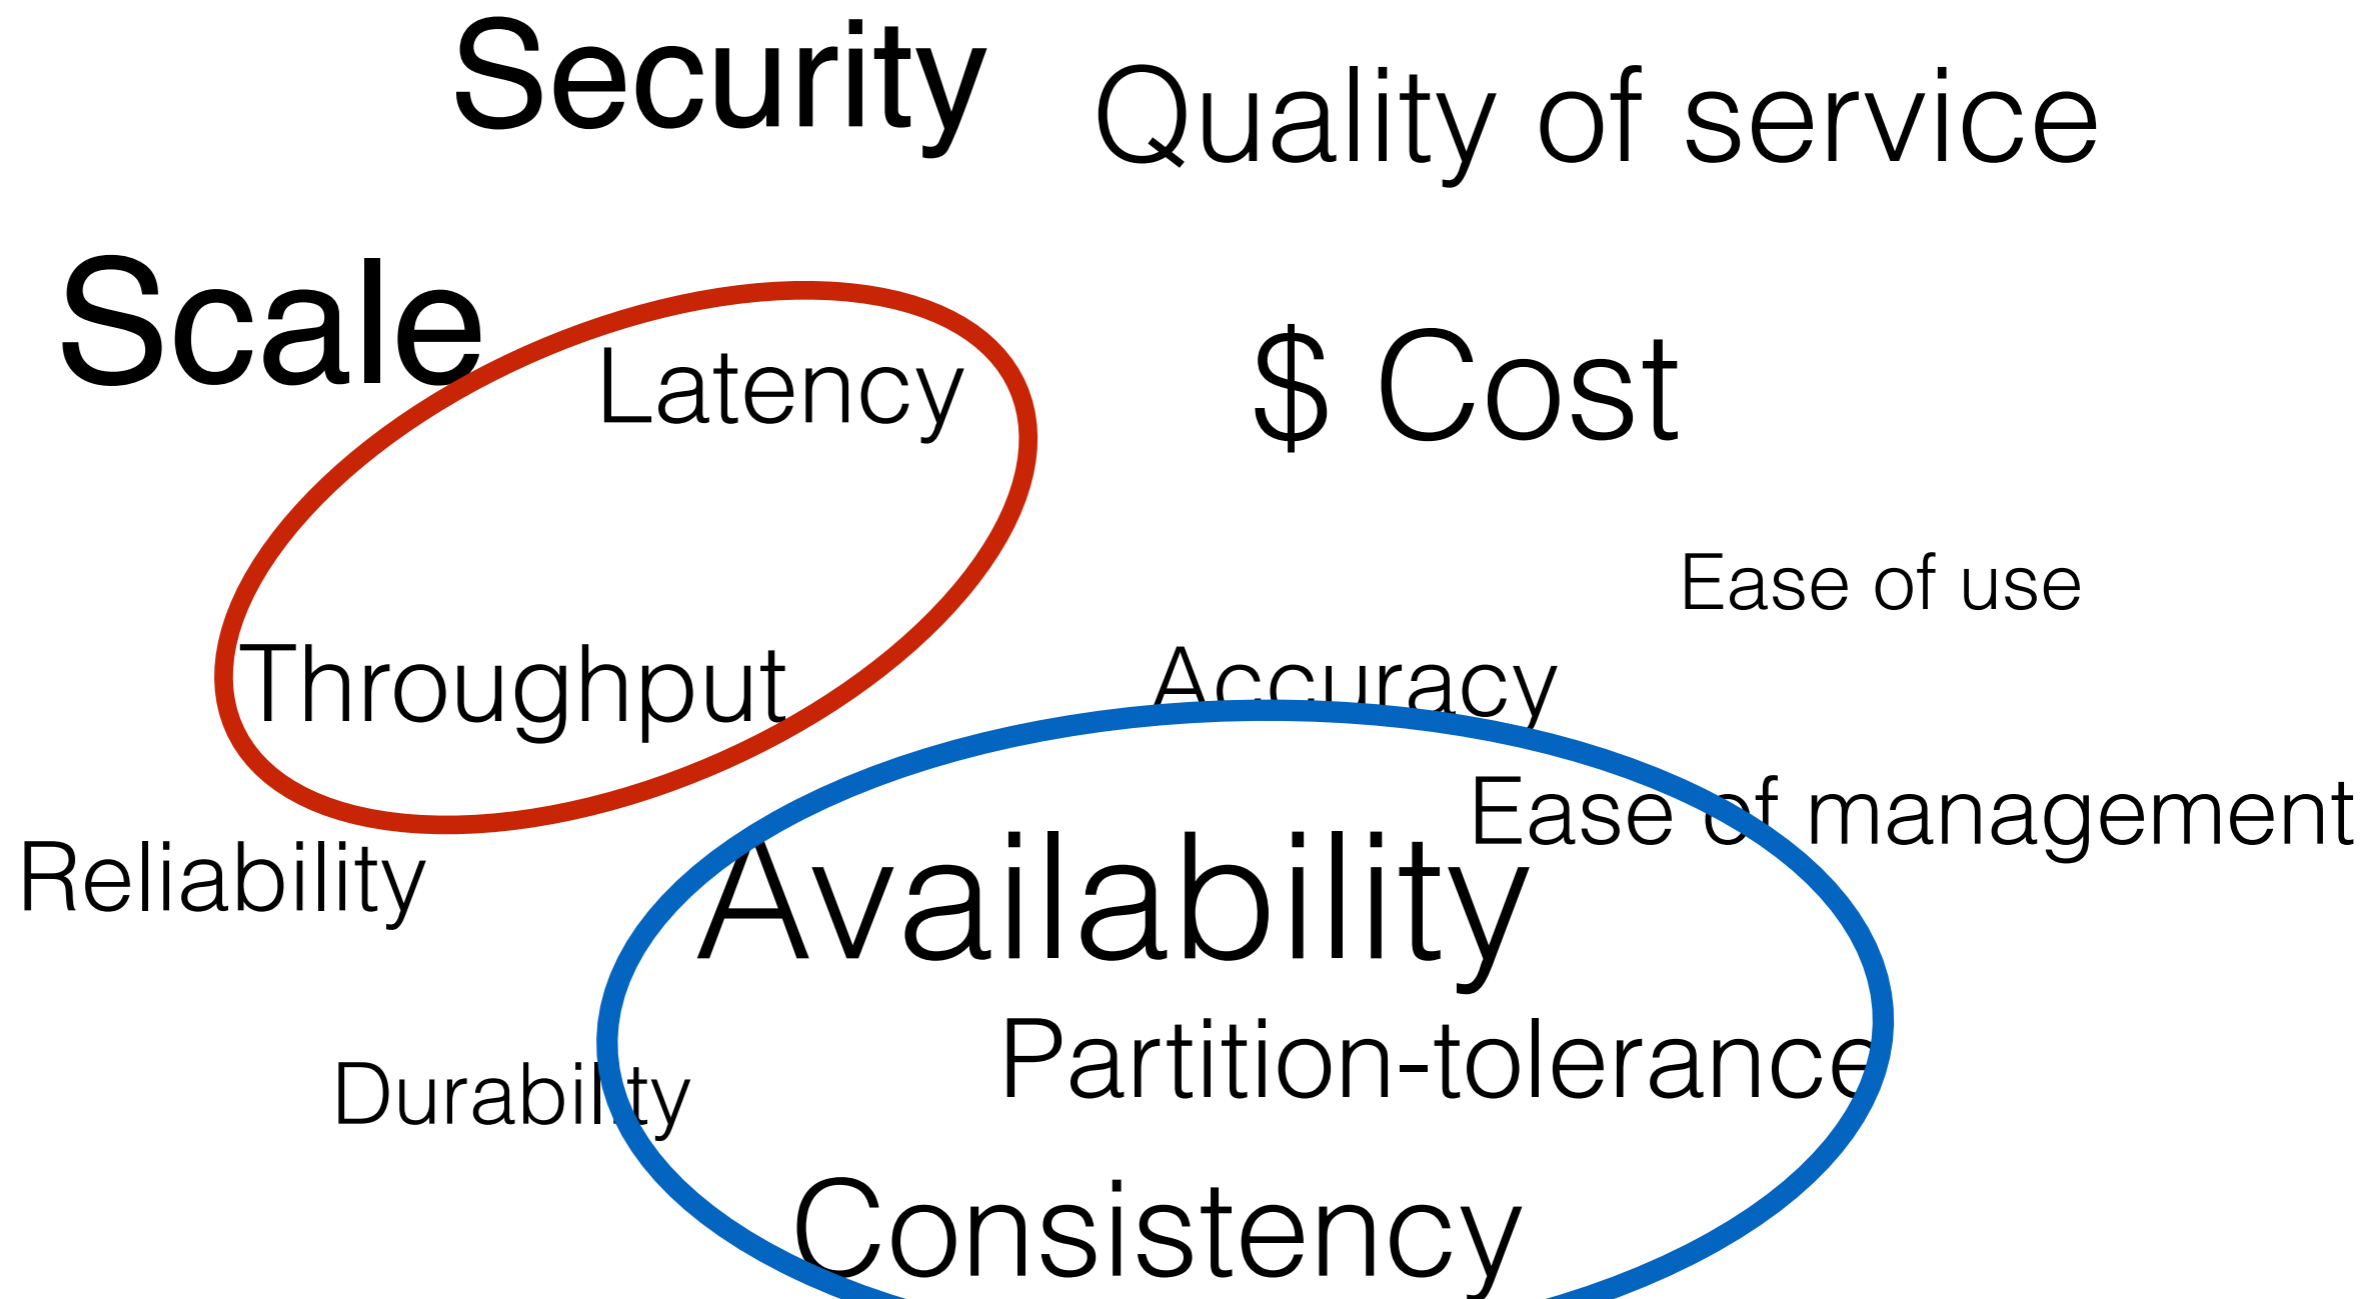 Security
Quality of service
Scale
Latency
$ Cost
Ease of use
Throughput
Accuracy
Ease of management
Reliability
Availability
Partition-tolerance
Durability
Consistency